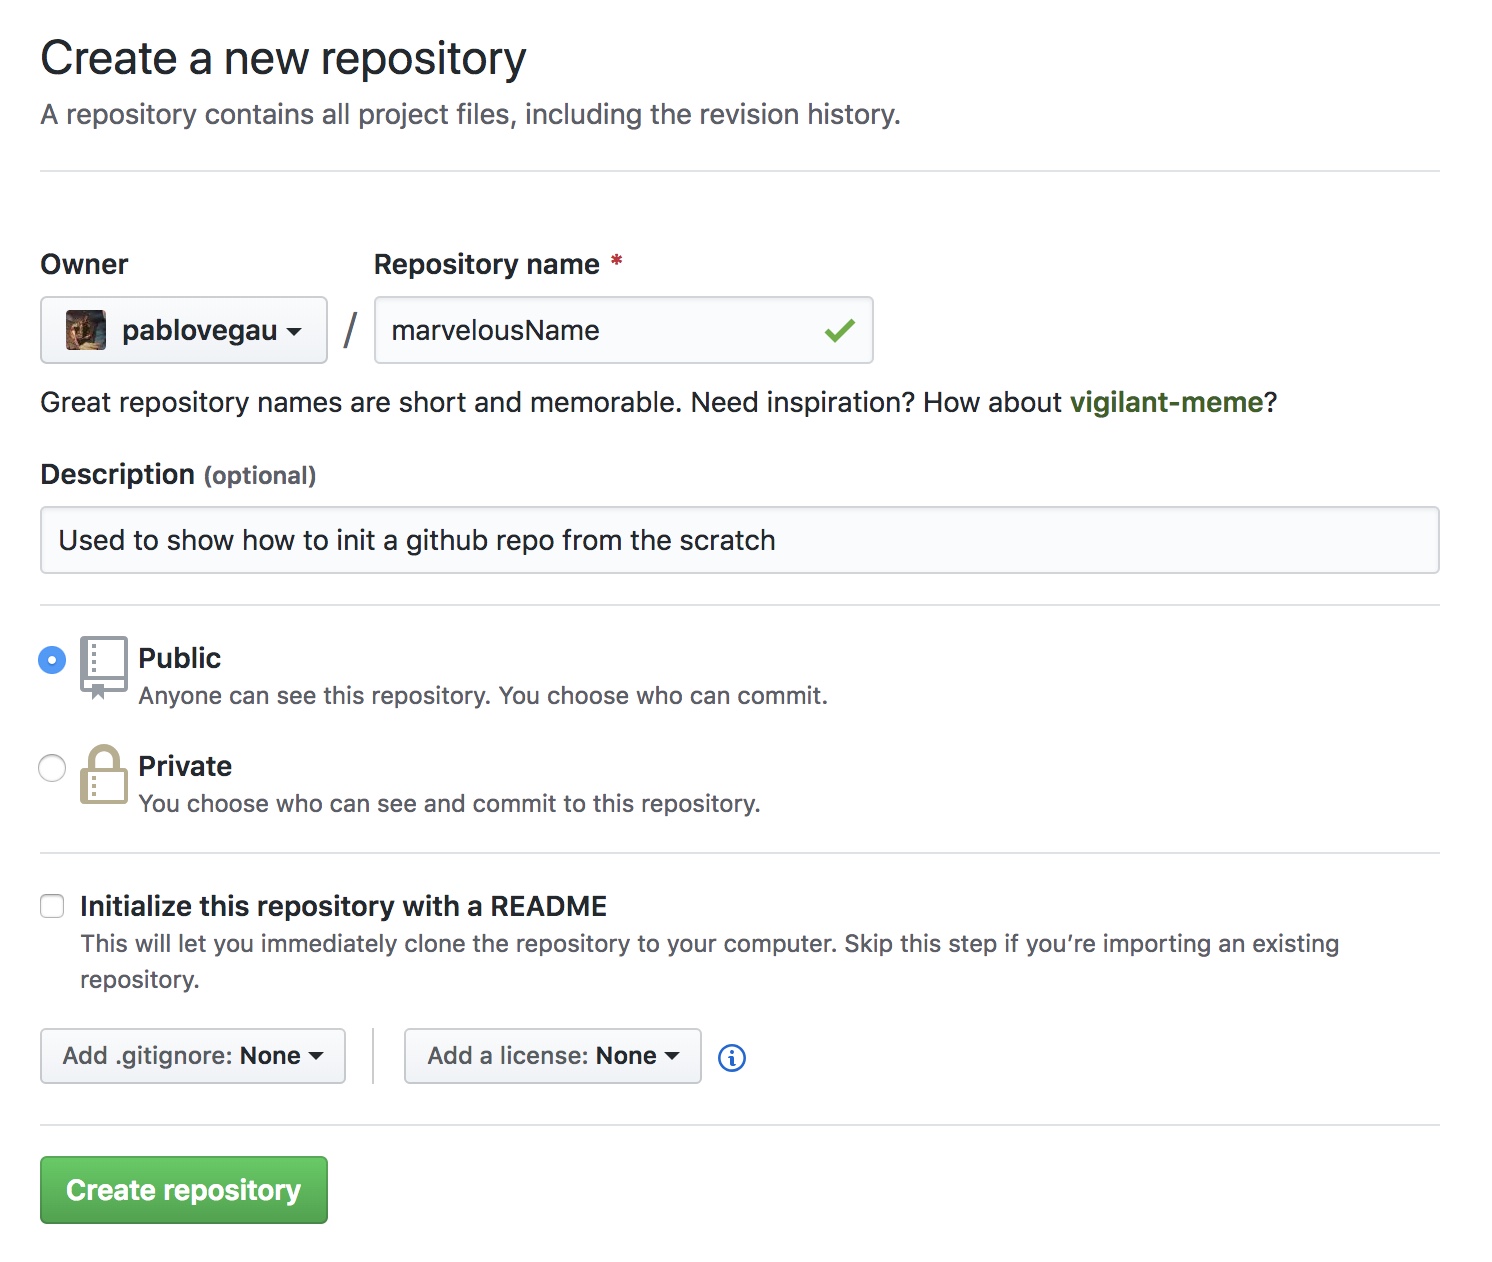 Create a new repository
A repository contains all project files, including the revision history.
Owner
Repository name *
pablovegau / marvelousName
Great repository names are short and memorable. Need inspiration? How about vigilant-meme?
Description (optional)
Used to show how to init a github repo from the scratch
Public
Anyone can see this repository. You choose who can commit.
Private
You choose who can see and commit to this repository.
Initialize this repository with a README
This will let you immediately clone the repository to your computer. Skip this step if you’re importing an existing
repository.
Add .gitignore: None
Add a license: None
Create repository